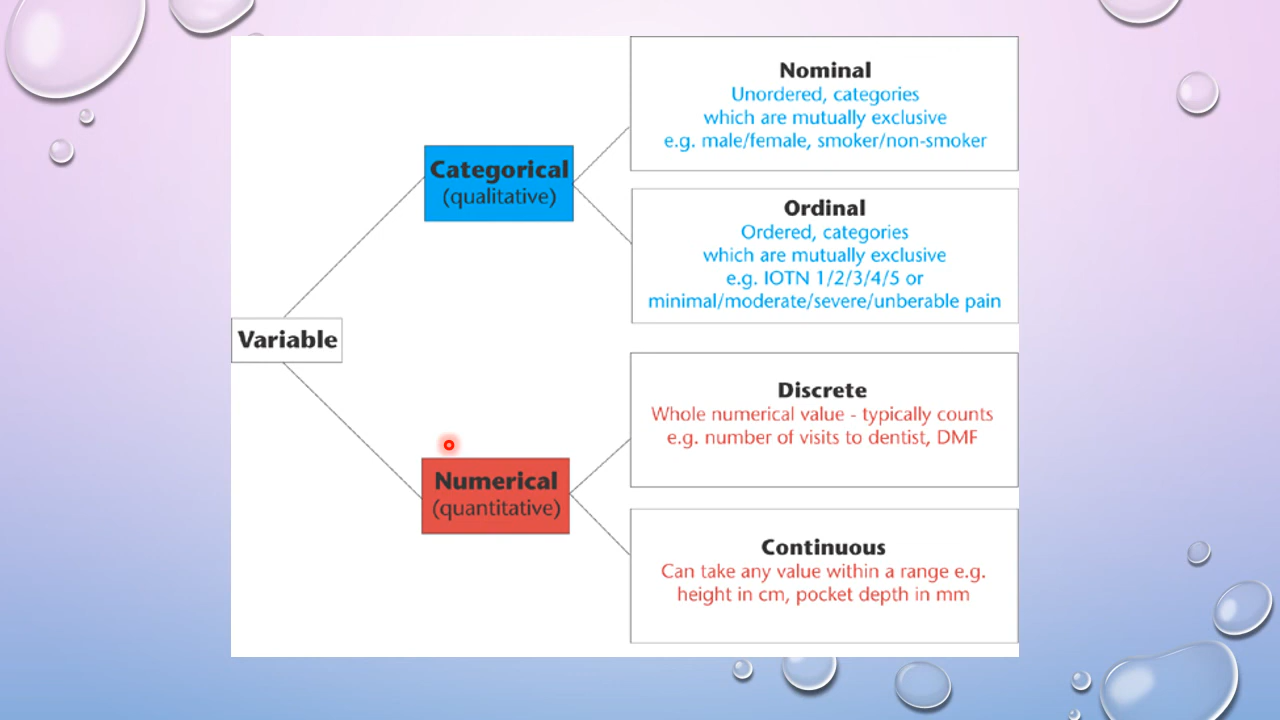 Nominal
Unordered, categories
which are mutually exclusive
e.g. male/female, smoker/non-smoker
Categorical
(qualitative)
Ordinal
Ordered, categories
which are mutually exclusive
e.g. IOTN 1/2/3/4/5 or
minimal/moderate/severe/unberable pain
Variable
Discrete
Whole numerical value - typically counts
e.g. number of visits to dentist, DMF
Numerical
(quantitative)
Continuous
Can take any value within a range e.g.
height in cm, pocket depth in mm